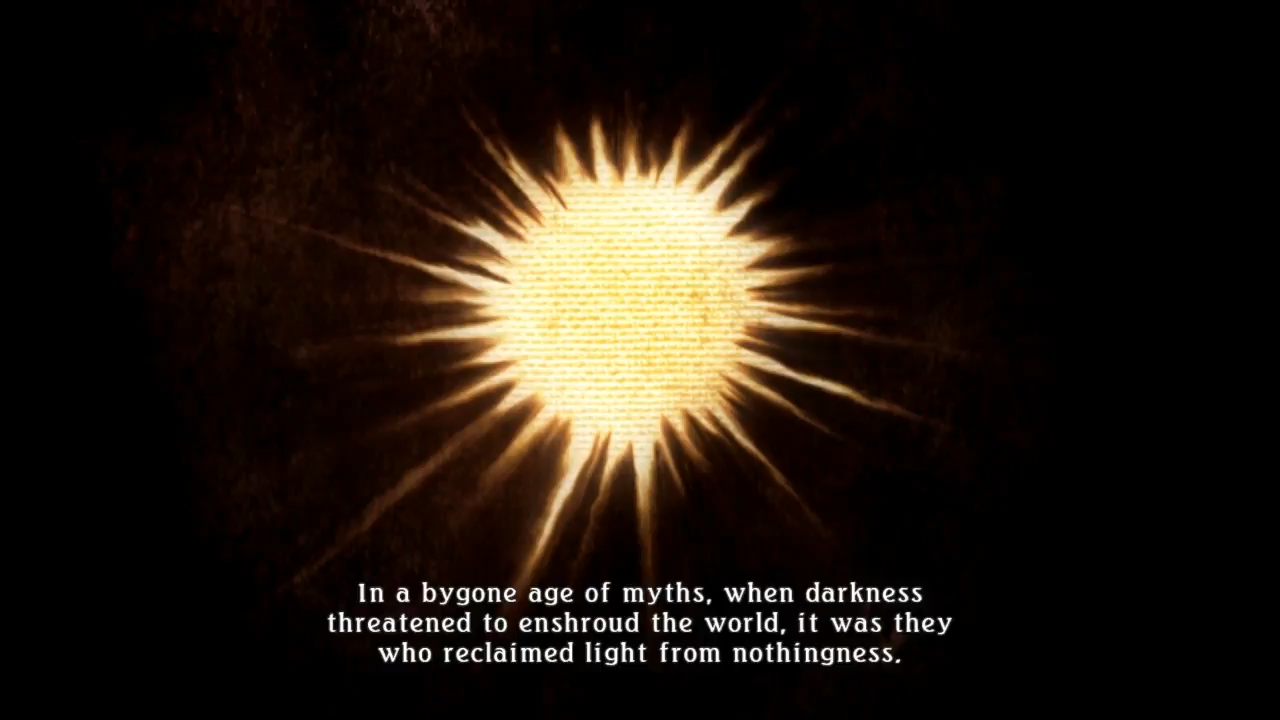 In a bygone age of myths, when darkness
threatened to enshroud the world, it was they
who reclaimed light from nothingness.